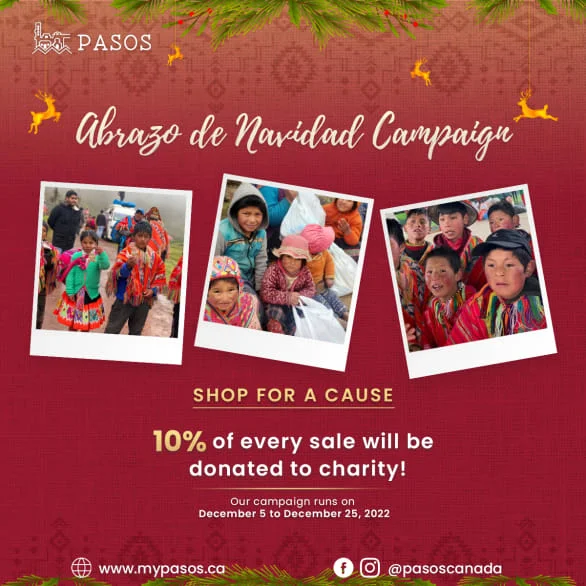 PASOS
Abrazo de Navidad Campaign
SHOP FOR A CAUSE
10% of every sale will be
donated to charity!
Our campaign runs on
December 5 to December 25, 2022
www.mypasos.ca
@pasoscanada